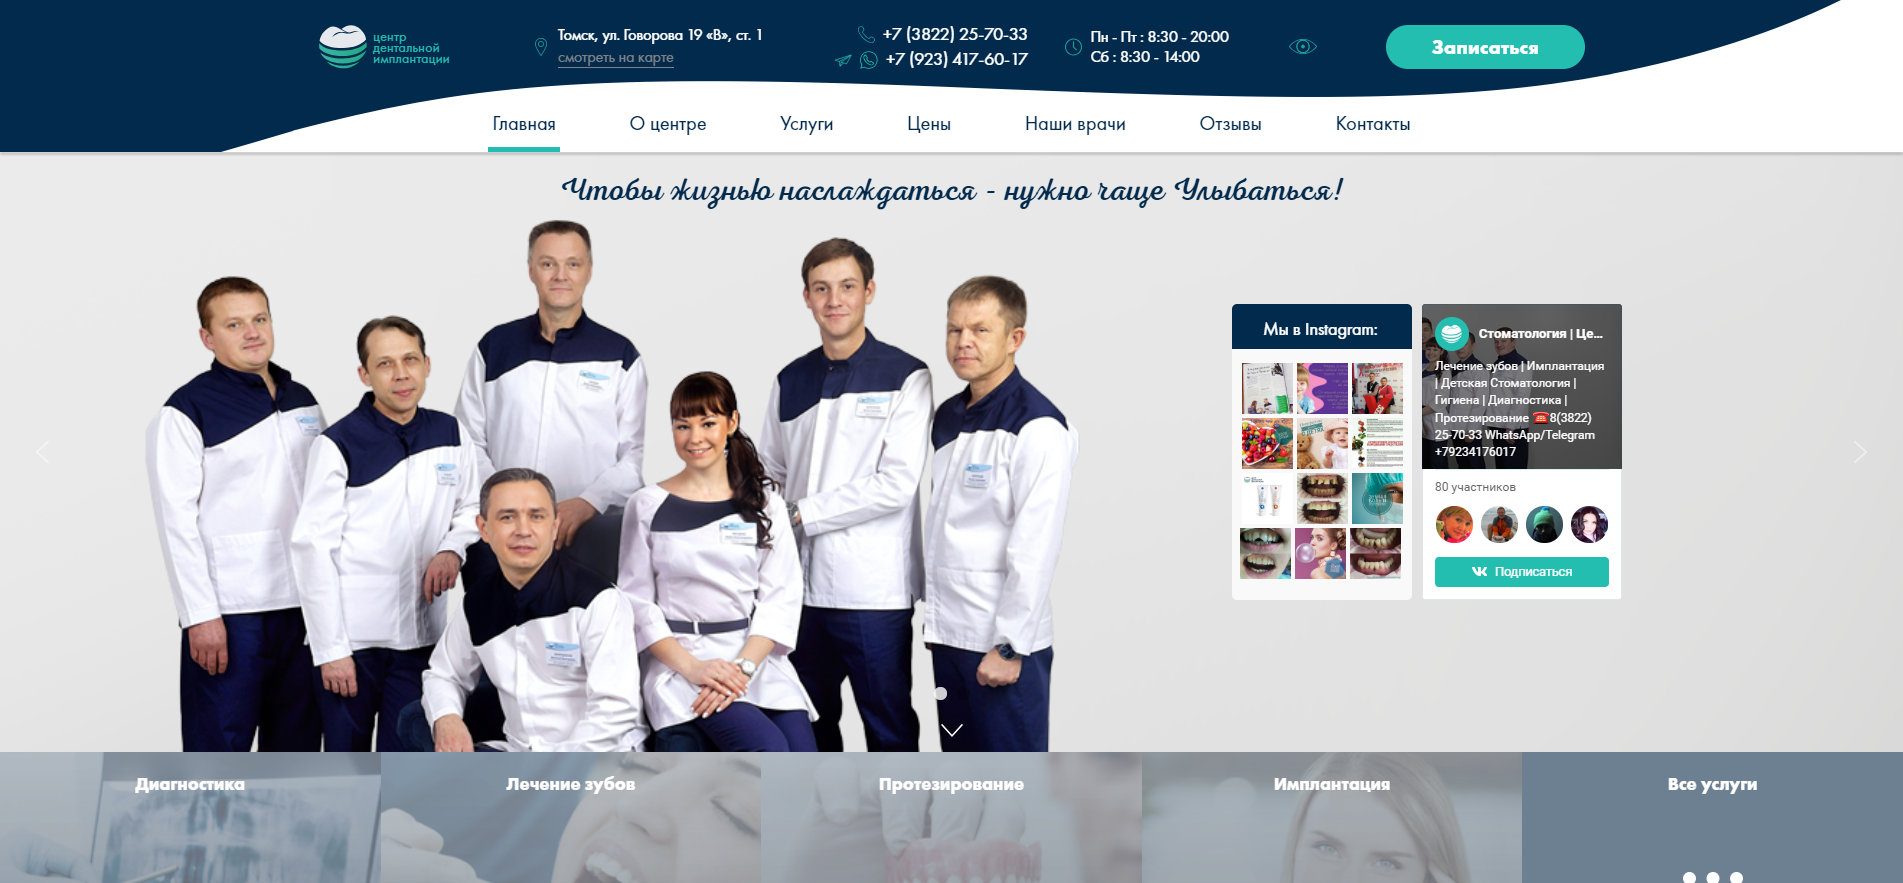 центр
дентальной
имплантации
Томск, ул. Говорова 19 «В», ст. 1
смотреть на карте
+7 (3822) 25-70-33
+7 (923) 417-60-17
Пн - Пт : 8:30 - 20:00
Сб : 8:30 - 14:00
Записаться
Главная
О центре
Услуги
Цены
Наши врачи
Отзывы
Контакты
Чтобы жизнью наслаждаться - нужно чаще Улыбаться!
Мы в Instagram:
Стоматология | Це...
Лечение зубов | Имплантация
| Детская Стоматология |
Гигиена | Диагностика |
Протезирование ☎️8(3822)
25-70-33 WhatsApp/Telegram
+79234176017
80 участников
Подписаться
Диагностика
Лечение зубов
Протезирование
Имплантация
Все услуги